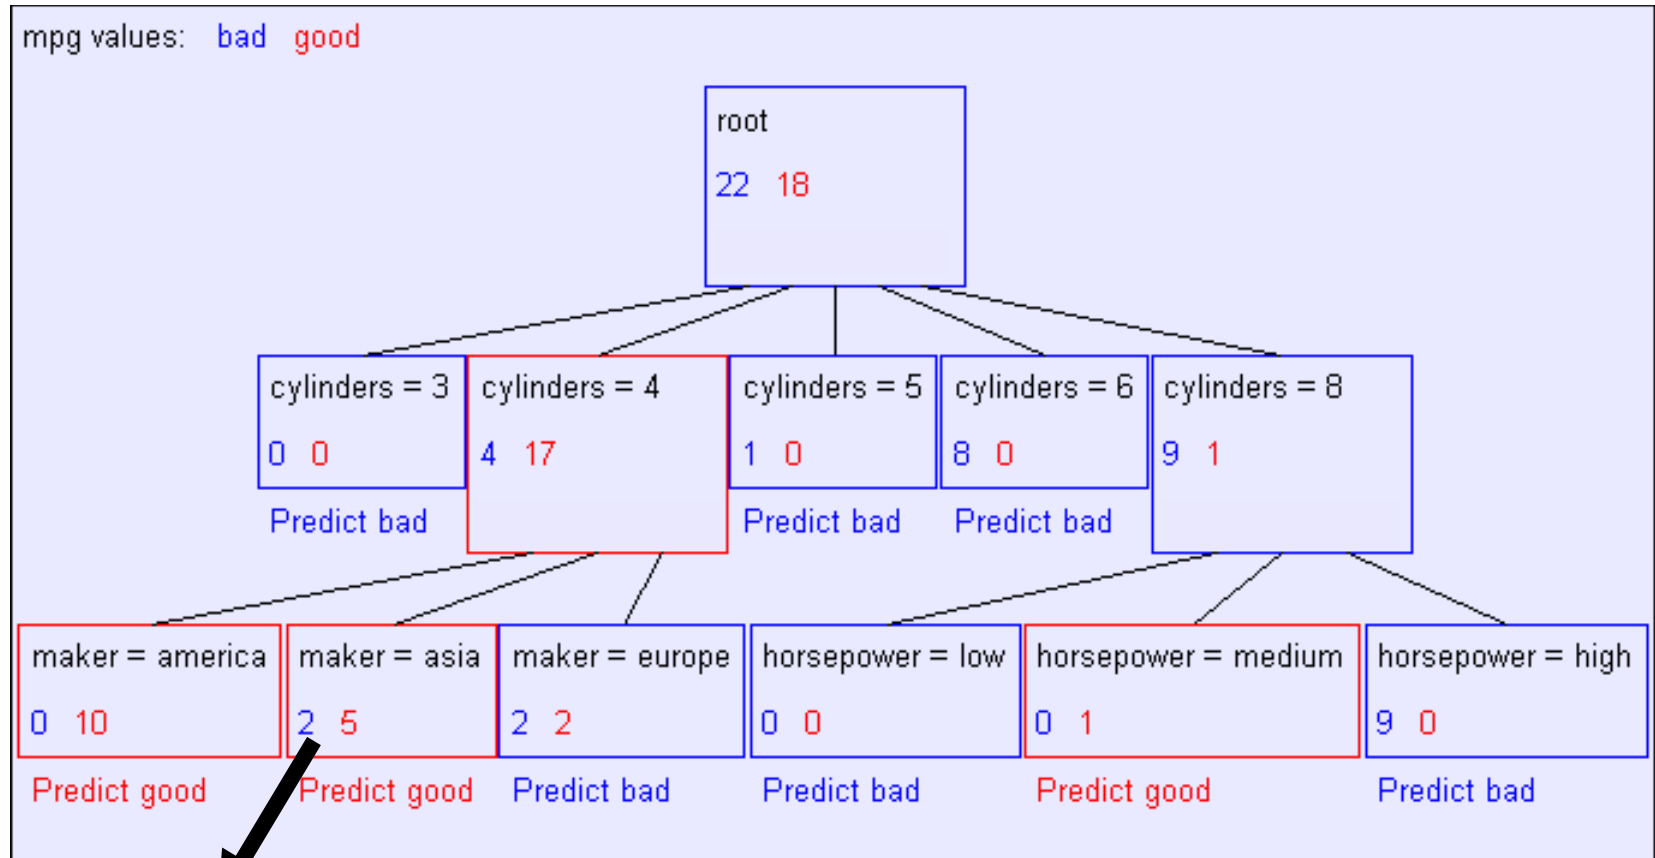 mpg values: bad good
root
22 18
cylinders = 3 cylinders = 4 cylinders = 5 cylinders = 6 cylinders = 8
0 0 4 17 1 0 8 0 9 1
Predict bad Predict bad Predict bad
maker = america maker = asia maker = europe horsepower = low horsepower = medium horsepower = high
0 10 2 5 2 2 0 0 0 1 9 0
Predict good Predict good Predict bad Predict bad Predict good Predict bad